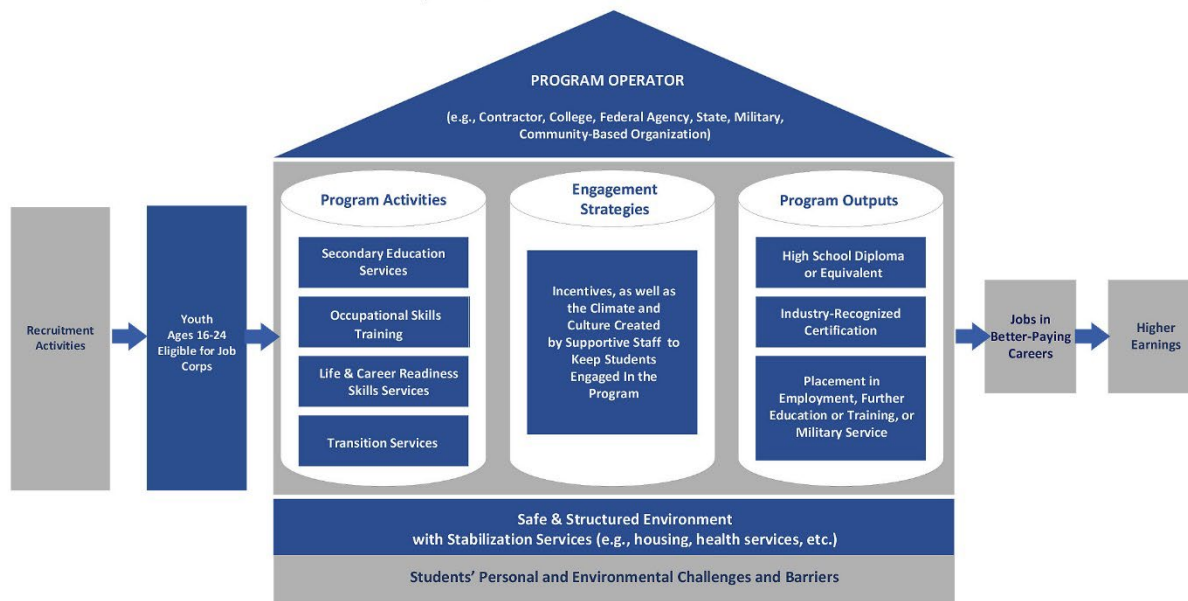 PROGRAM OPERATOR
(e.g., Contractor, College, Federal Agency, State, Military,
Community-Based Organization)
Recruitment
Activities
Youth
Ages 16-24
Eligible for Job
Corps
Program Activities
Secondary Education
Services
Occupational Skills
Training
Life & Career Readiness
Skills Services
Transition Services
Engagement
Strategies
Incentives, as well as
the Climate and
Culture Created
by Supportive Staff to
Keep Students
Engaged In the
Program
Program Outputs
High School Diploma
or Equivalent
Industry-Recognized
Certification
Placement in
Employment, Further
Education or Training, or
Military Service
Jobs in
Better-Paying
Careers
Higher
Earnings
Safe & Structured Environment
with Stabilization Services (e.g., housing, health services, etc.)
Students' Personal and Environmental Challenges and Barriers